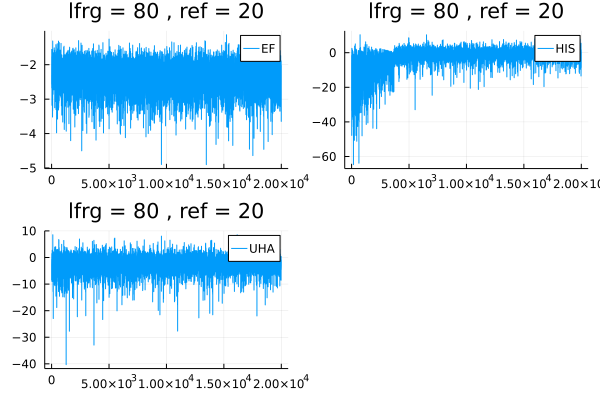 lfrg = 80 , ref = 20
EF
−2
−3
−4
−5
0 5.00×10³ 1.00×10⁴ 1.50×10⁴ 2.00×10⁴
lfrg = 80 , ref = 20
HIS
0
−20
−40
−60
0 5.00×10³ 1.00×10⁴ 1.50×10⁴ 2.00×1
lfrg = 80 , ref = 20
UHA
10
0
−10
−20
−30
−40
0 5.00×10³ 1.00×10⁴ 1.50×10⁴ 2.00×10⁴